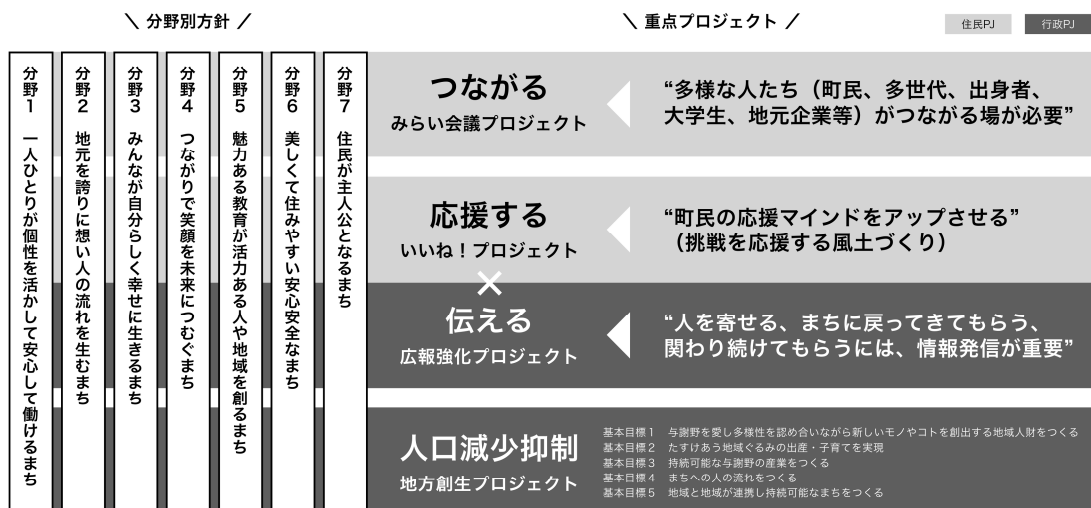 ＼ 分野別方針 ／
＼ 重点プロジェクト ／
住民PJ
行政PJ
分野1　一人ひとりが個性を活かして安心して働けるまち
分野2　地元を誇りに想い人の流れを生むまち
分野3　みんなが自分らしく幸せに生きるまち
分野4　つながりで笑顔を未来につむぐまち
分野5　魅力ある教育が活力ある人や地域を創るまち
分野6　美しくて住みやすい安心安全なまち
分野7　住民が主人公となるまち
つながる
みらい会議プロジェクト
“多様な人たち（町民、多世代、出身者、
大学生、地元企業等）がつながる場が必要”
応援する
いいね！プロジェクト
“町民の応援マインドをアップさせる”
（挑戦を応援する風土づくり）
×
伝える
広報強化プロジェクト
“人を寄せる、まちに戻ってきてもらう、
関わり続けてもらうには、情報発信が重要”
人口減少抑制
地方創生プロジェクト
基本目標1　与謝野を愛し多様性を認め合いながら新しいモノやコトを創出する地域人財をつくる
基本目標2　たすけあう地域ぐるみの出産・子育てを実現
基本目標3　持続可能な与謝野の産業をつくる
基本目標4　まちへの人の流れをつくる
基本目標5　地域と地域が連携し持続可能なまちをつくる